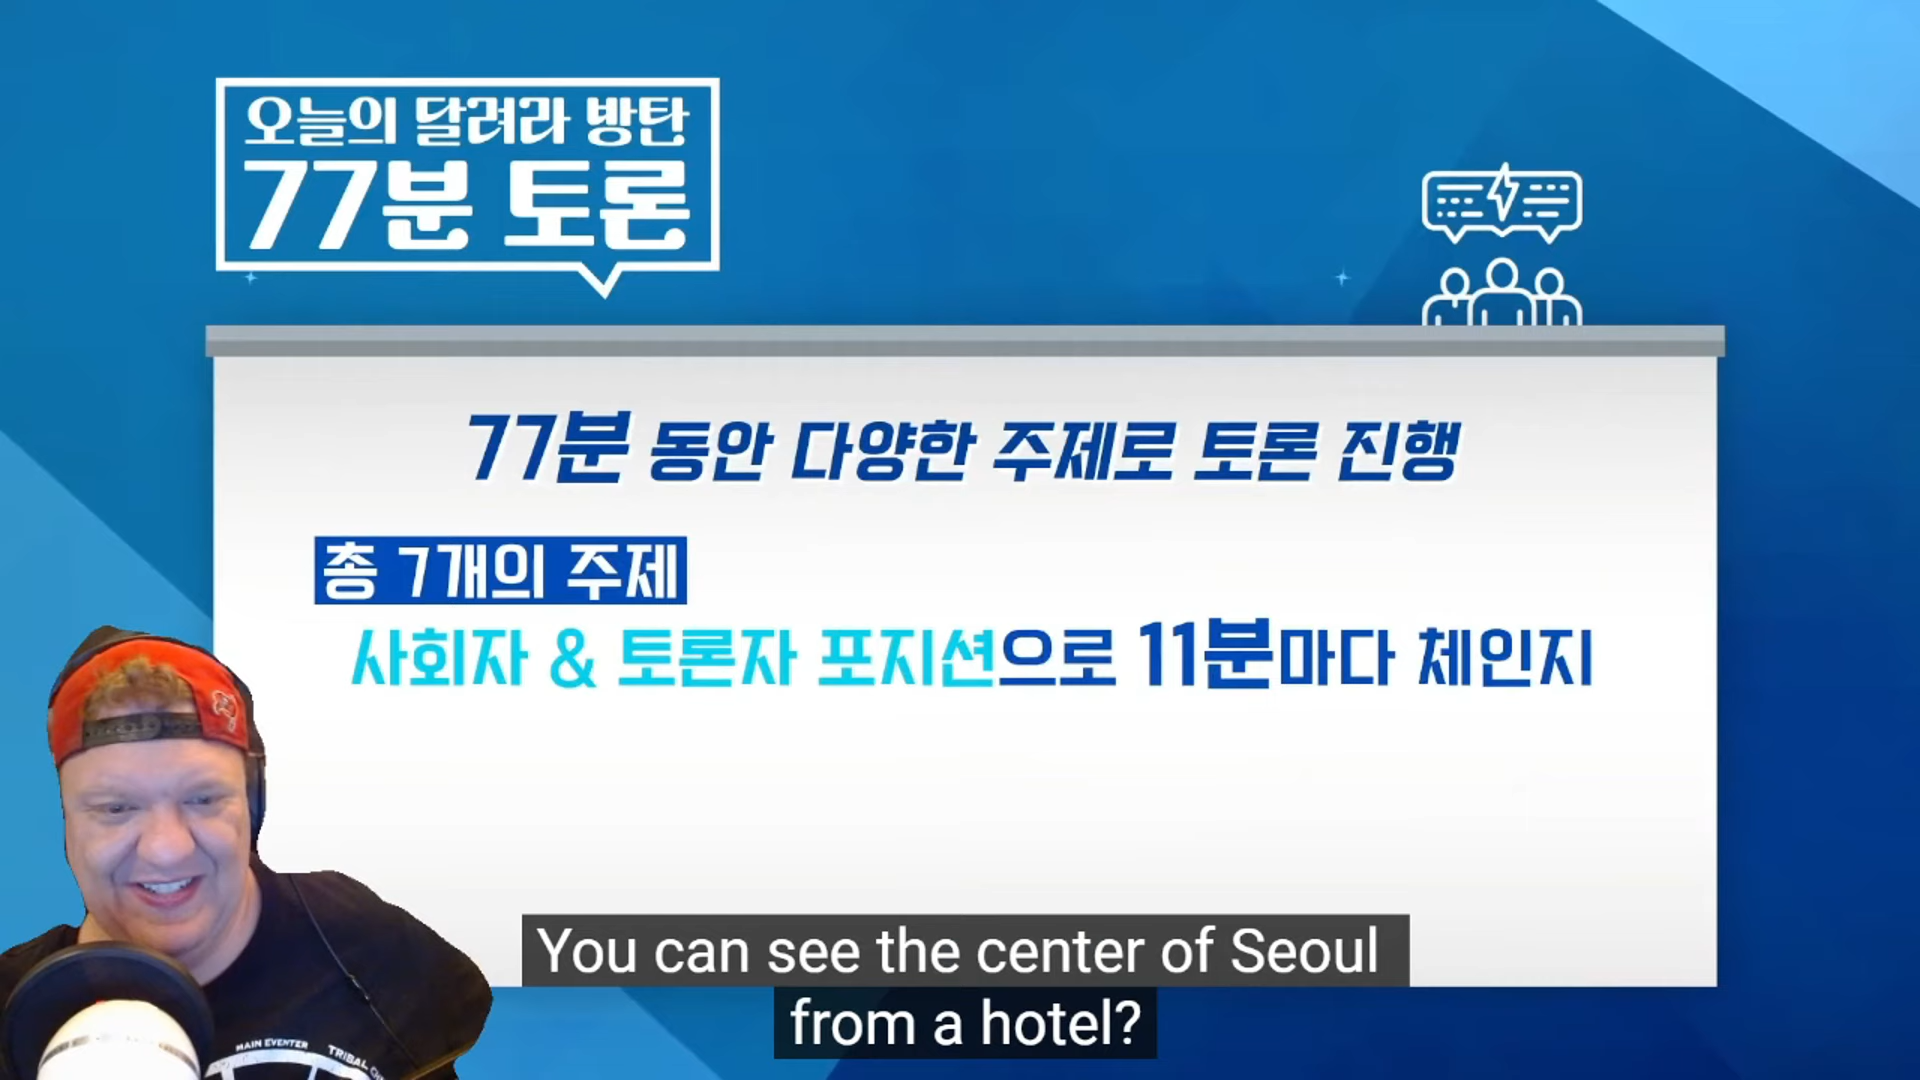 오늘의 달려라 방탄
77분 토론
77분 동안 다양한 주제로 토론 진행
총 7개의 주제
사회자 & 토론자 포지션으로 11분마다 체인지
You can see the center of Seoul
from a hotel?
MAIN EVENTER
TRIBAL